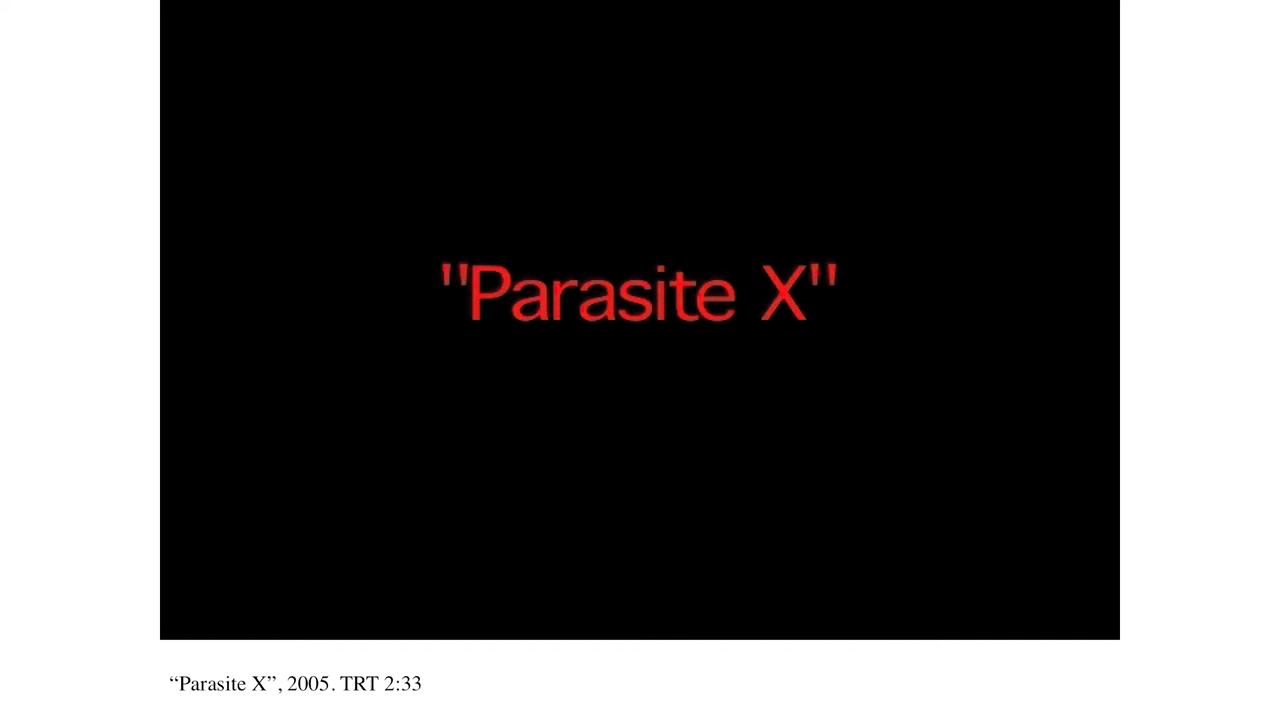 "Parasite X"
“Parasite X”, 2005. TRT 2:33